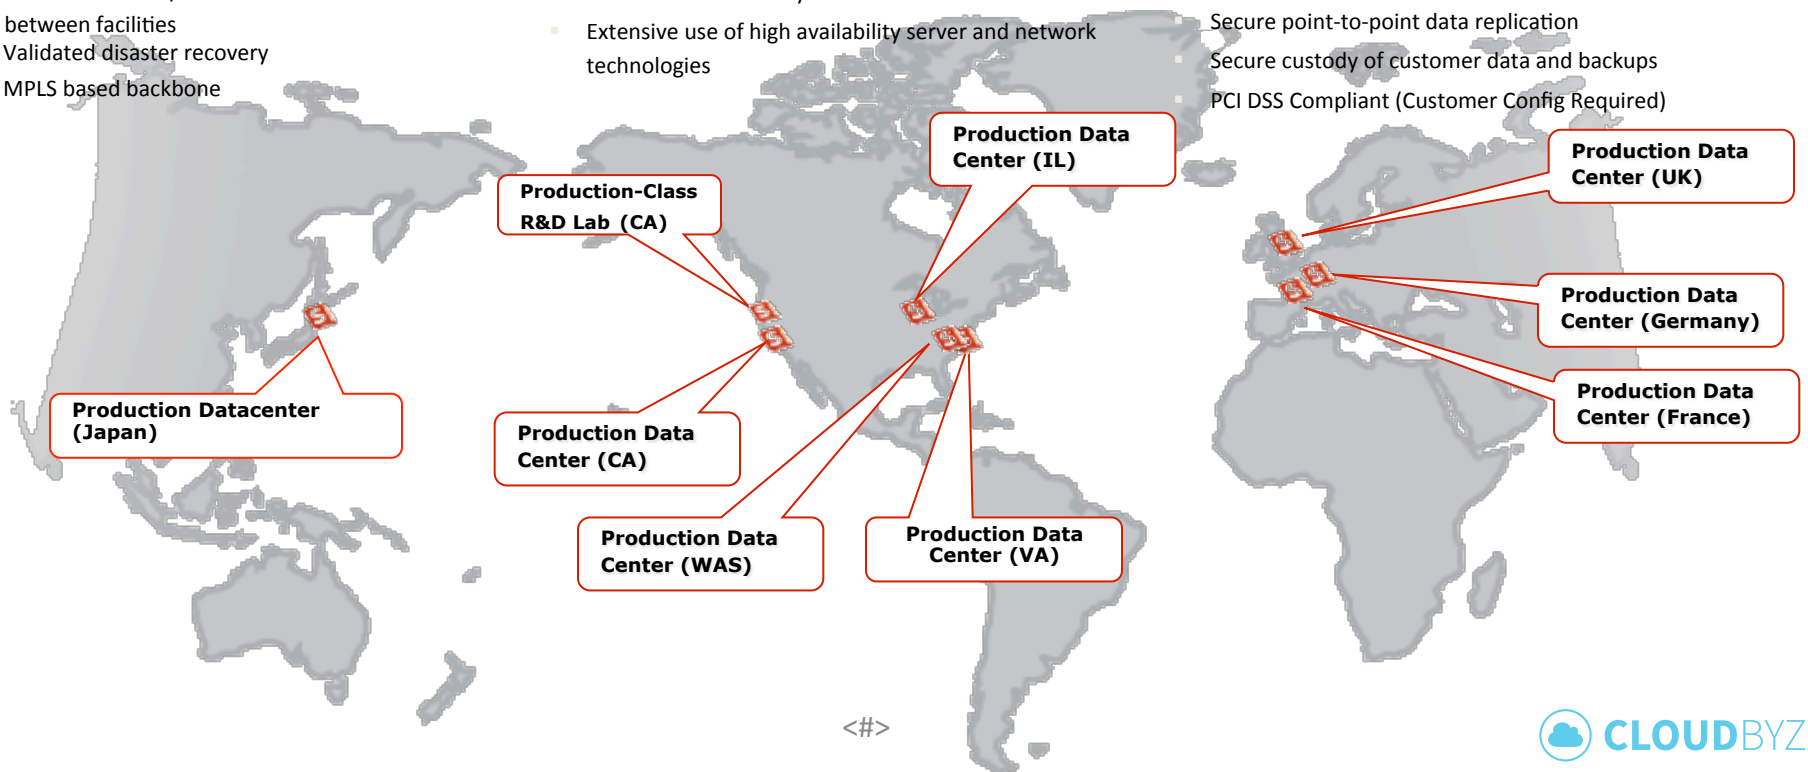 between facilities
Validated disaster recovery
MPLS based backbone
Extensive use of high availability server and network
technologies
Secure point-to-point data replication
Secure custody of customer data and backups
PCI DSS Compliant (Customer Config Required)
Production Data
Center (IL)
Production Data
Center (UK)
Production-Class
R&D Lab (CA)
Production Data
Center (Germany)
Production Data
Center (France)
Production Datacenter
(Japan)
Production Data
Center (CA)
Production Data
Center (WAS)
Production Data
Center (VA)
<#>
CLOUDBYZ